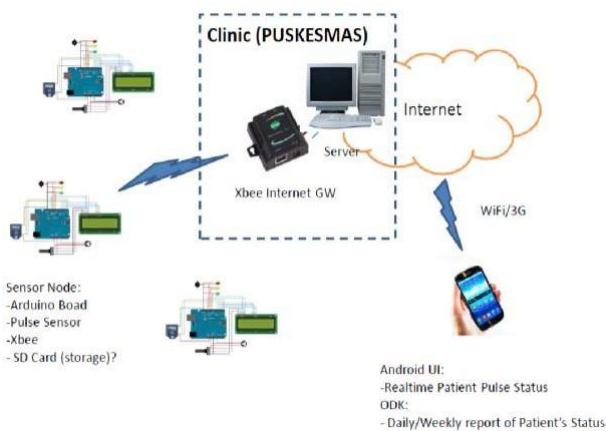 Clinic (PUSKESMAS)
Internet
Server
Xbee Internet GW
WiFi/3G
Sensor Node:
-Arduino Boad
-Pulse Sensor
-Xbee
- SD Card (storage)?
Android UI:
-Realtime Patient Pulse Status
ODK:
- Daily/Weekly report of Patient's Status